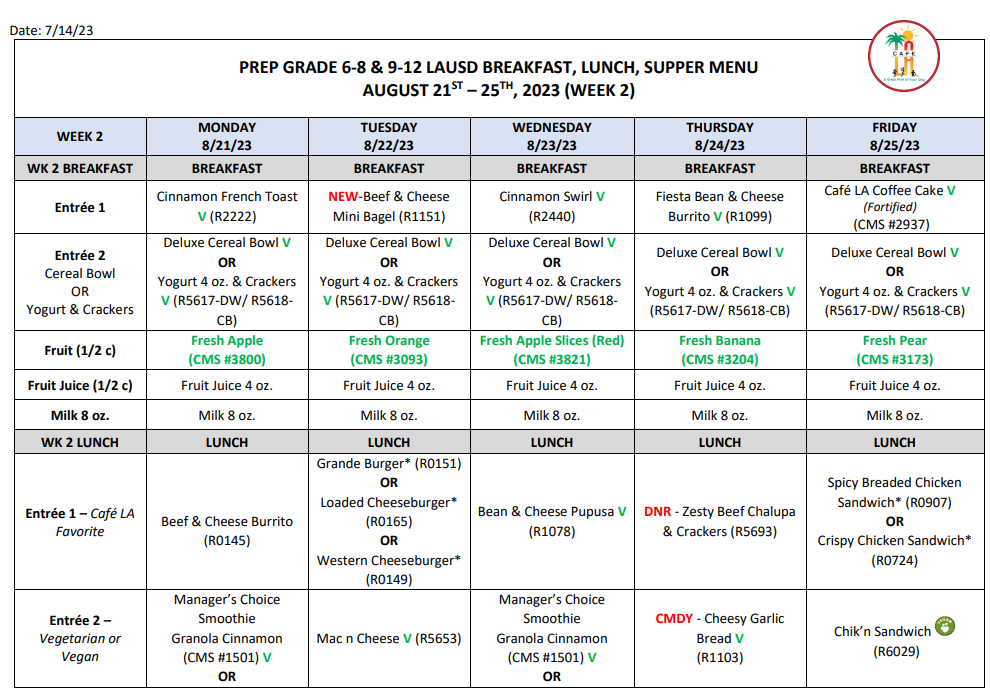 Date: 7/14/23
CAFÉ
LA
PREP GRADE 6-8 & 9-12 LAUSD BREAKFAST, LUNCH, SUPPER MENU
AUGUST 21ST – 25TH, 2023 (WEEK 2)
WEEK 2
MONDAY
8/21/23
TUESDAY
8/22/23
WEDNESDAY
8/23/23
THURSDAY
8/24/23
FRIDAY
8/25/23
WK 2 BREAKFAST
BREAKFAST
BREAKFAST
BREAKFAST
BREAKFAST
BREAKFAST
Entrée 1
Cinnamon French Toast
V (R2222)
NEW-Beef & Cheese
Mini Bagel (R1151)
Cinnamon Swirl V
(R2440)
Fiesta Bean & Cheese
Burrito V (R1099)
Café LA Coffee Cake V
(Fortified)
(CMS #2937)
Entrée 2
Cereal Bowl
OR
Yogurt & Crackers
Deluxe Cereal Bowl V
OR
Yogurt 4 oz. & Crackers
V (R5617-DW/ R5618-
CB)
Deluxe Cereal Bowl V
OR
Yogurt 4 oz. & Crackers
V (R5617-DW/ R5618-
CB)
Deluxe Cereal Bowl V
OR
Yogurt 4 oz. & Crackers
V (R5617-DW/ R5618-
CB)
Deluxe Cereal Bowl V
OR
Yogurt 4 oz. & Crackers V
(R5617-DW/ R5618-CB)
Deluxe Cereal Bowl V
OR
Yogurt 4 oz. & Crackers V
(R5617-DW/ R5618-CB)
Fruit (1/2 c)
Fresh Apple
(CMS #3800)
Fresh Orange
(CMS #3093)
Fresh Apple Slices (Red)
(CMS #3821)
Fresh Banana
(CMS #3204)
Fresh Pear
(CMS #3173)
Fruit Juice (1/2 c)
Fruit Juice 4 oz.
Fruit Juice 4 oz.
Fruit Juice 4 oz.
Fruit Juice 4 oz.
Fruit Juice 4 oz.
Milk 8 oz.
Milk 8 oz.
Milk 8 oz.
Milk 8 oz.
Milk 8 oz.
Milk 8 oz.
WK 2 LUNCH
LUNCH
LUNCH
LUNCH
LUNCH
LUNCH
Entrée 1 – Café LA
Favorite
Beef & Cheese Burrito
(R0145)
Grande Burger* (R0151)
OR
Loaded Cheeseburger*
(R0165)
OR
Western Cheeseburger*
(R0149)
Bean & Cheese Pupusa V
(R1078)
DNR - Zesty Beef Chalupa
& Crackers (R5693)
Spicy Breaded Chicken
Sandwich* (R0907)
OR
Crispy Chicken Sandwich*
(R0724)
Entrée 2 –
Vegetarian or
Vegan
Manager's Choice
Smoothie
Granola Cinnamon
(CMS #1501) V
OR
Mac n Cheese V (R5653)
Manager's Choice
Smoothie
Granola Cinnamon
(CMS #1501) V
OR
CMDY - Cheesy Garlic
Bread V
(R1103)
Chik'n Sandwich
(R6029)